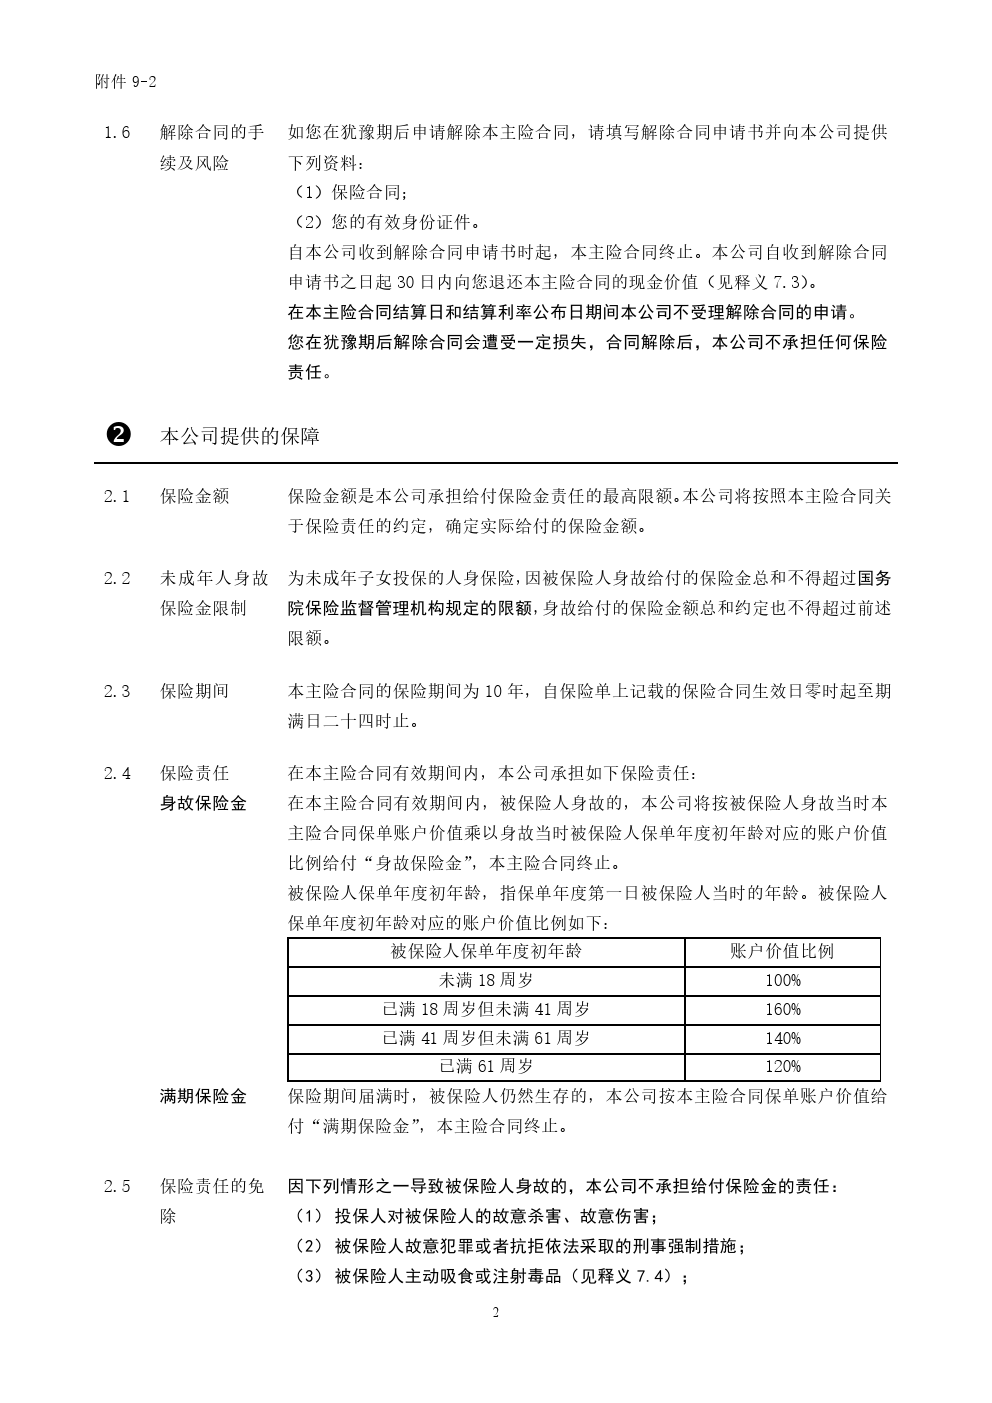 附件 9-2
1.6 解除合同的手 如您在犹豫期后申请解除本主险合同，请填写解除合同申请书并向本公司提供
续及风险 下列资料：
（1）保险合同；
（2）您的有效身份证件。
自本公司收到解除合同申请书时起，本主险合同终止。本公司自收到解除合同
申请书之日起 30 日内向您退还本主险合同的现金价值（见释义 7.3）。
在本主险合同结算日和结算利率公布日期间本公司不受理解除合同的申请。
您在犹豫期后解除合同会遭受一定损失，合同解除后，本公司不承担任何保险
责任。
❷ 本公司提供的保障
2.1 保险金额 保险金额是本公司承担给付保险金责任的最高限额。本公司将按照本主险合同关
于保险责任的约定，确定实际给付的保险金额。
2.2 未成年人身故 为未成年子女投保的人身保险，因被保险人身故给付的保险金总和不得超过国务
保险金限制 院保险监督管理机构规定的限额，身故给付的保险金额总和约定也不得超过前述
限额。
2.3 保险期间 本主险合同的保险期间为 10 年，自保险单上记载的保险合同生效日零时起至期
满日二十四时止。
2.4 保险责任 在本主险合同有效期间内，本公司承担如下保险责任：
身故保险金 在本主险合同有效期间内，被保险人身故的，本公司将按被保险人身故当时本
主险合同保单账户价值乘以身故当时被保险人保单年度初年龄对应的账户价值
比例给付“身故保险金”，本主险合同终止。
被保险人保单年度初年龄，指保单年度第一日被保险人当时的年龄。被保险人
保单年度初年龄对应的账户价值比例如下：
被保险人保单年度初年龄 账户价值比例
未满 18 周岁 100%
已满 18 周岁但未满 41 周岁 160%
已满 41 周岁但未满 61 周岁 140%
已满 61 周岁 120%
满期保险金 保险期间届满时，被保险人仍然生存的，本公司按本主险合同保单账户价值给
付“满期保险金”，本主险合同终止。
2.5 保险责任的免 因下列情形之一导致被保险人身故的，本公司不承担给付保险金的责任：
除 （1） 投保人对被保险人的故意杀害、故意伤害；
（2） 被保险人故意犯罪或者抗拒依法采取的刑事强制措施；
（3） 被保险人主动吸食或注射毒品（见释义 7.4）；
2